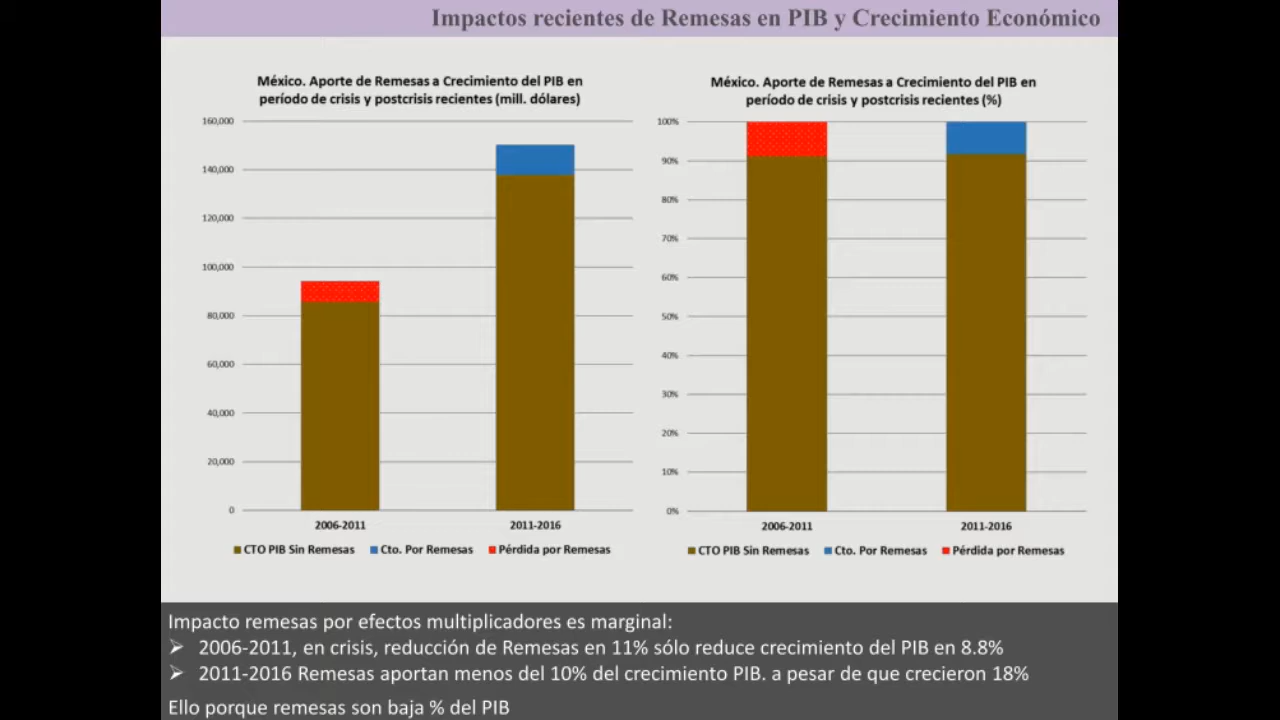 Impactos recientes de Remesas en PIB y Crecimiento Económico
México. Aporte de Remesas a Crecimiento del PIB en
período de crisis y postcrisis recientes (mill. dólares)
160,000
140,000
120,000
100,000
80,000
60,000
40,000
20,000
0
2006-2011
2011-2016
CTO PIB Sin Remesas
Cto. Por Remesas
Pérdida por Remesas
México. Aporte de Remesas a Crecimiento del PIB en
período de crisis y postcrisis recientes (%)
100%
90%
80%
70%
60%
50%
40%
30%
20%
10%
0%
2006-2011
2011-2016
CTO PIB Sin Remesas
Cto. Por Remesas
Pérdida por Remesas
Impacto remesas por efectos multiplicadores es marginal:
➢ 2006-2011, en crisis, reducción de Remesas en 11% sólo reduce crecimiento del PIB en 8.8%
➢ 2011-2016 Remesas aportan menos del 10% del crecimiento PIB. a pesar de que crecieron 18%
Ello porque remesas son baja % del PIB